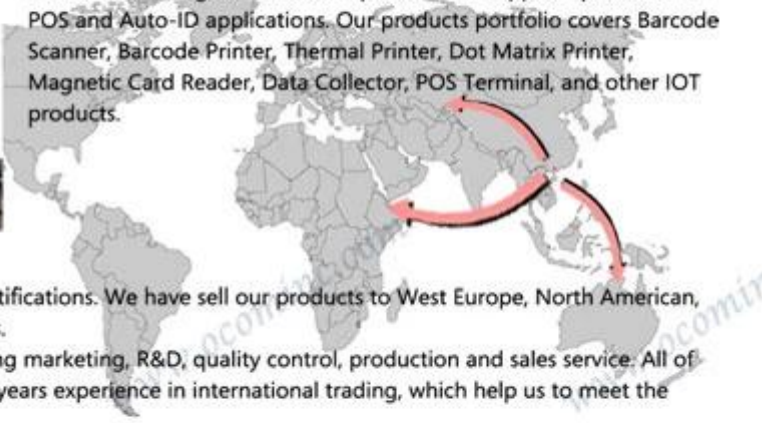 POS and Auto-ID applications. Our products portfolio covers Barcode
Scanner, Barcode Printer, Thermal Printer, Dot Matrix Printer,
Magnetic Card Reader, Data Collector, POS Terminal, and other IOT
products.
tifications. We have sell our products to West Europe, North American,
ng marketing, R&D, quality control, production and sales service. All of
years experience in international trading, which help us to meet the